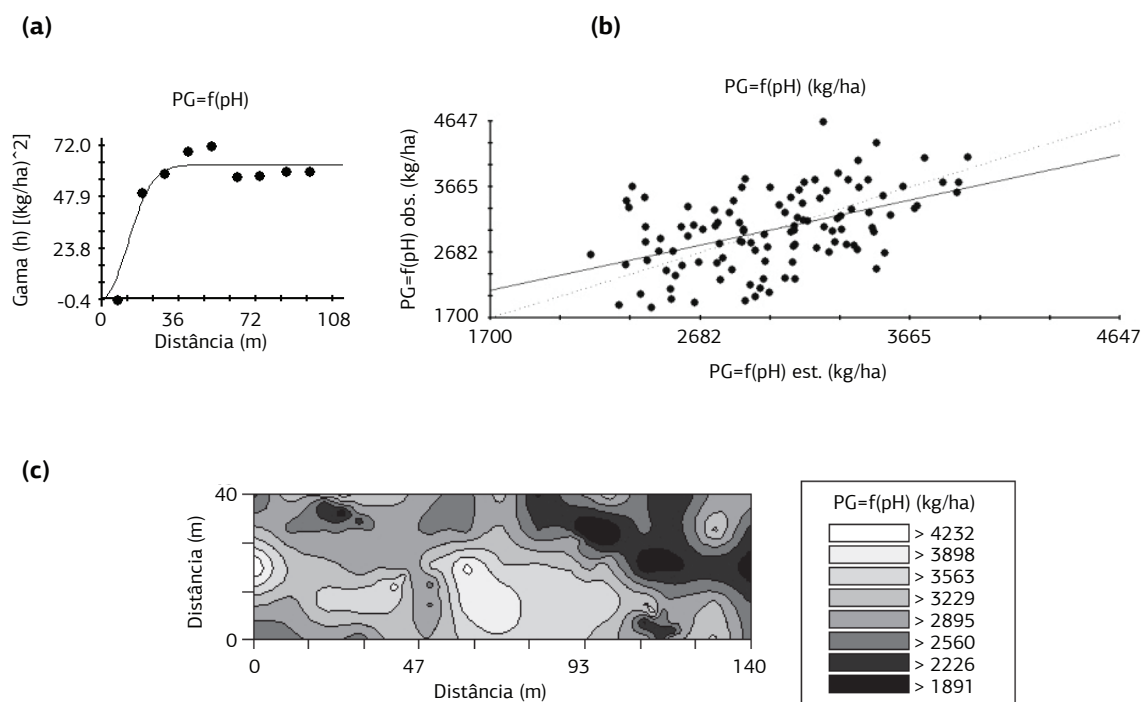 (a)
PG=f(pH)
Gama (h) [(kg/ha)^2]
72.0
47.9
23.8
-0.4
0 36 72 108
Distância (m)
(b)
PG=f(pH) (kg/ha)
PG=f(pH) obs. (kg/ha)
4647
3665
2682
1700
1700 2682 3665 4647
PG=f(pH) est. (kg/ha)
(c)
Distância (m)
40
0
0 47 93 140
Distância (m)
PG=f(pH) (kg/ha)
> 4232
> 3898
> 3563
> 3229
> 2895
> 2560
> 2226
> 1891